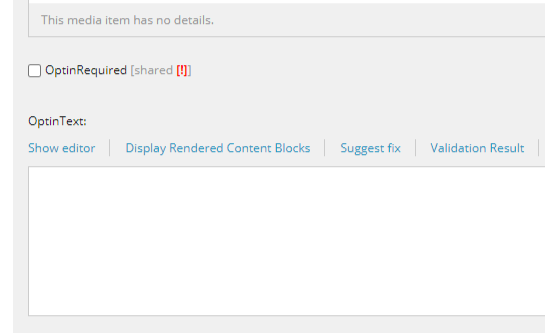 This media item has no details.
OptinRequired [shared [!]]
OptinText:
Show editor Display Rendered Content Blocks Suggest fix Validation Result